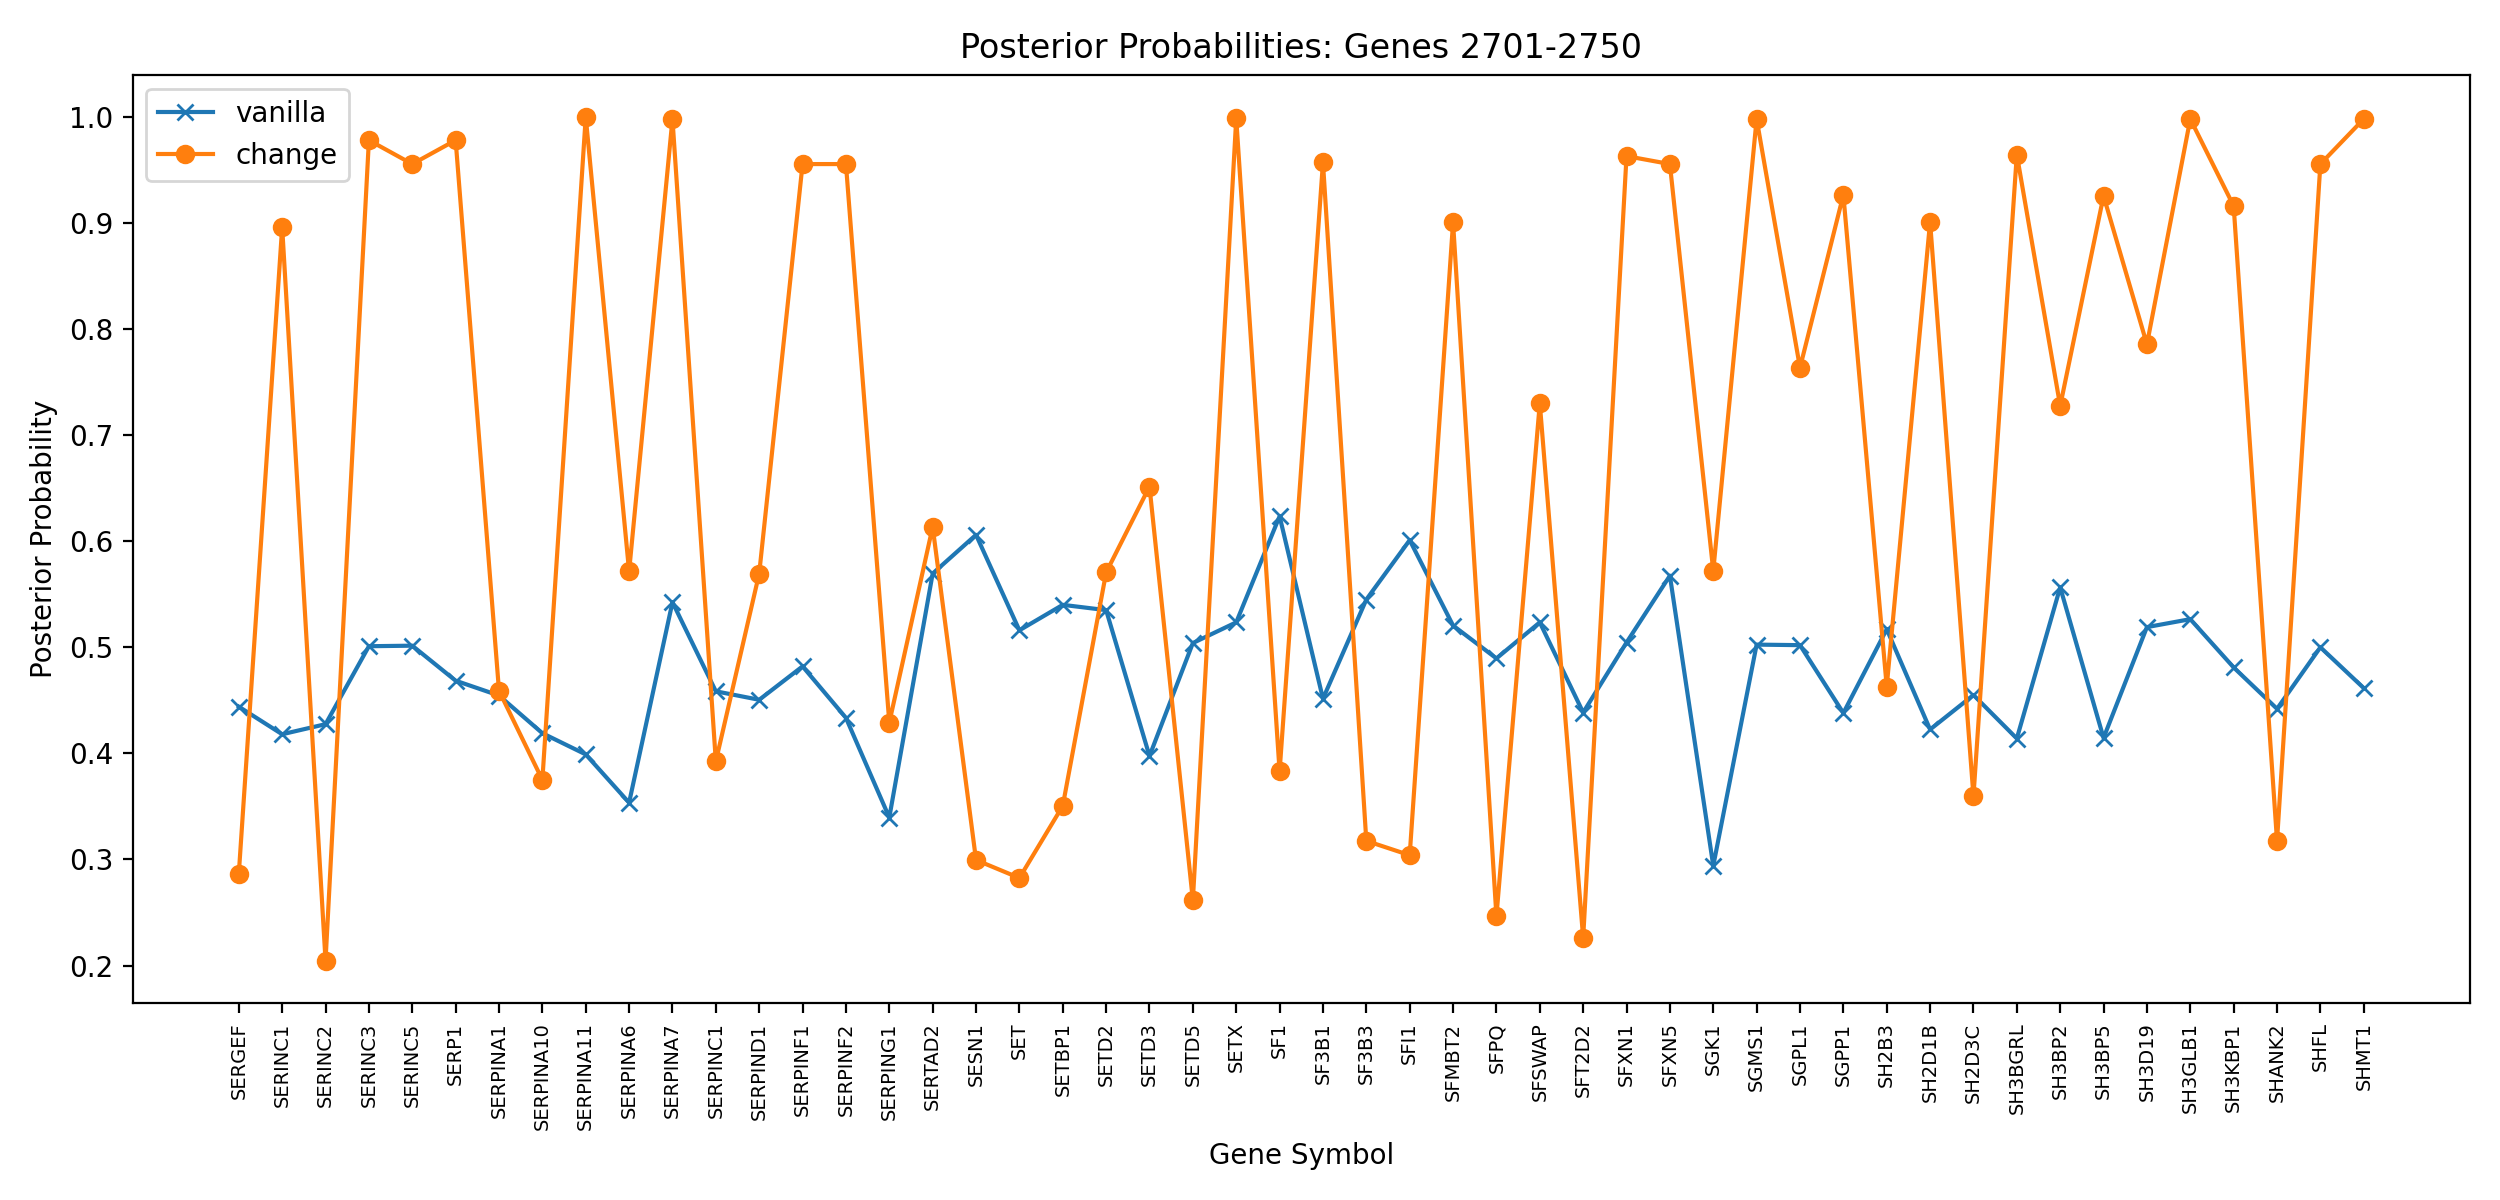 Posterior Probabilities: Genes 2701-2750
vanilla
change
Posterior Probability
1.0
0.9
0.8
0.7
0.6
0.5
0.4
0.3
0.2
SERGEF
SERINC1
SERINC2
SERINC3
SERINC5
SERP1
SERPINA1
SERPINA10
SERPINA11
SERPINA6
SERPINA7
SERPINC1
SERPIND1
SERPINF1
SERPINF2
SERPING1
SERTAD2
SESN1
SET
SETBP1
SETD2
SETD3
SETD5
SETX
SF1
SF3B1
SF3B3
SFI1
SFMBT2
SFPQ
SFSWAP
SFT2D2
SFXN1
SFXN5
SGK1
SGMS1
SGPL1
SGPP1
SH2B3
SH2D1B
SH2D3C
SH3BGRL
SH3BP2
SH3BP5
SH3D19
SH3GLB1
SH3KBP1
SHANK2
SHFL
SHMT1
Gene Symbol